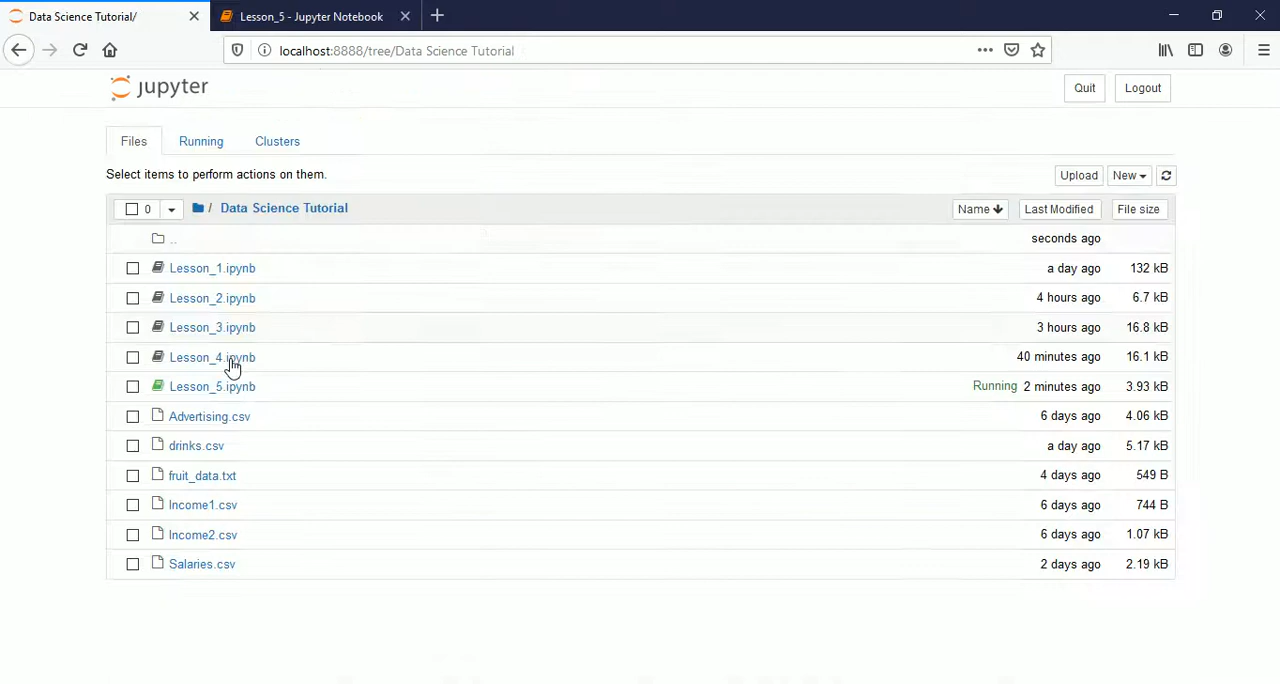 Data Science Tutorial/
Lesson_5 - Jupyter Notebook
localhost:8888/tree/Data Science Tutorial
jupyter
Quit
Logout
Files
Running
Clusters
Select items to perform actions on them.
Upload
New
0
/
Data Science Tutorial
Name
Last Modified
File size
..
seconds ago
Lesson_1.ipynb
a day ago
132 kB
Lesson_2.ipynb
4 hours ago
6.7 kB
Lesson_3.ipynb
3 hours ago
16.8 kB
Lesson_4.ipynb
40 minutes ago
16.1 kB
Lesson_5.ipynb
Running 2 minutes ago
3.93 kB
Advertising.csv
6 days ago
4.06 kB
drinks.csv
a day ago
5.17 kB
fruit_data.txt
4 days ago
549 B
Income1.csv
6 days ago
744 B
Income2.csv
6 days ago
1.07 kB
Salaries.csv
2 days ago
2.19 kB